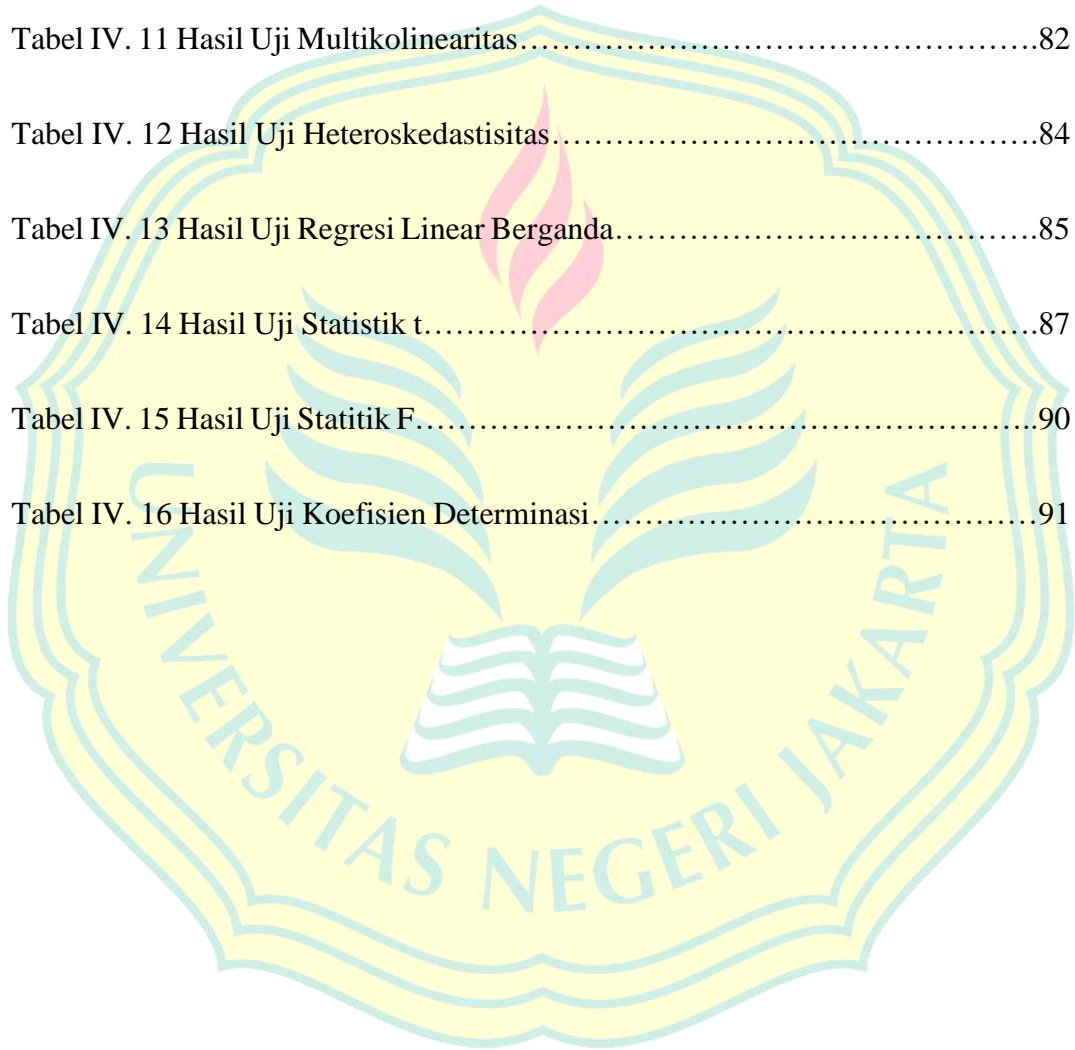 Tabel IV. 11 Hasil Uji Multikolinearitas……………………………………………….82
Tabel IV. 12 Hasil Uji Heteroskedastisitas…………………………………………….84
Tabel IV. 13 Hasil Uji Regresi Linear Berganda……………………………………….85
Tabel IV. 14 Hasil Uji Statistik t……………………………………………………….87
Tabel IV. 15 Hasil Uji Statitik F……………………………………………………….90
Tabel IV. 16 Hasil Uji Koefisien Determinasi…………………………………………91
UNIVERSITAS NEGERI JAKARTA